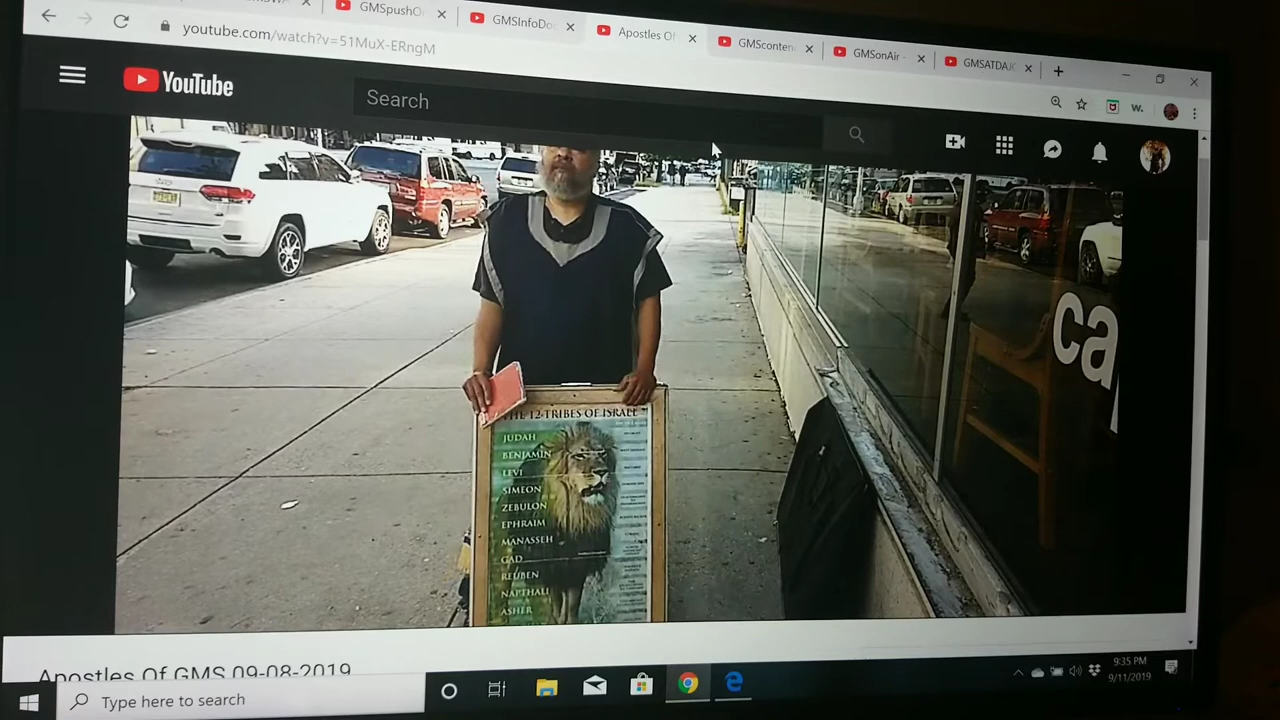 GMSpushO
GMSInfoDo
Apostles Of
GMSconten
GMSonAir -
GMSATDAJC
youtube.com/watch?v=51MuX-ERngM
YouTube
Search
W.
ca
THE 12 TRIBES OF ISRAEL
JUDAH
BENJAMIN
LEVI
SIMEON
ZEBULON
EPHRAIM
MANASSEH
GAD
REUBEN
NAPTHALI
ASHER
Apostles Of GMS 09-08-2019
Type here to search
9:35 PM
9/11/2019